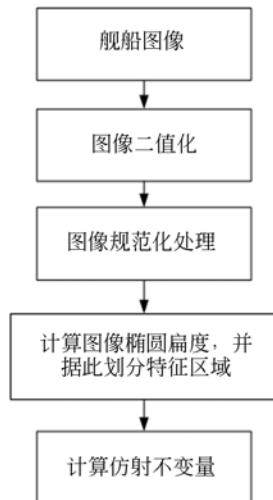 舰船图像
图像二值化
图像规范化处理
计算图像椭圆扁度，并
据此划分特征区域
计算仿射不变量